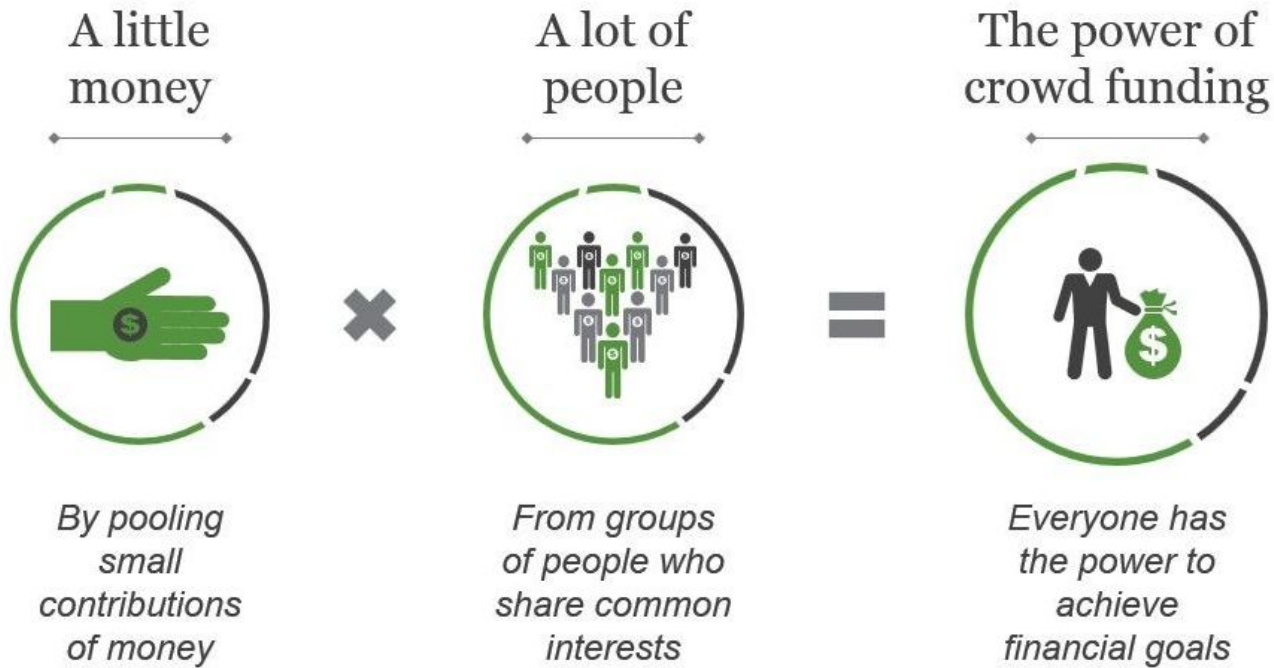 A little
money
A lot of
people
The power of
crowd funding
$
$ $ $ $
$ $ $
$ $
$
$
By pooling
small
contributions
of money
From groups
of people who
share common
interests
Everyone has
the power to
achieve
financial goals